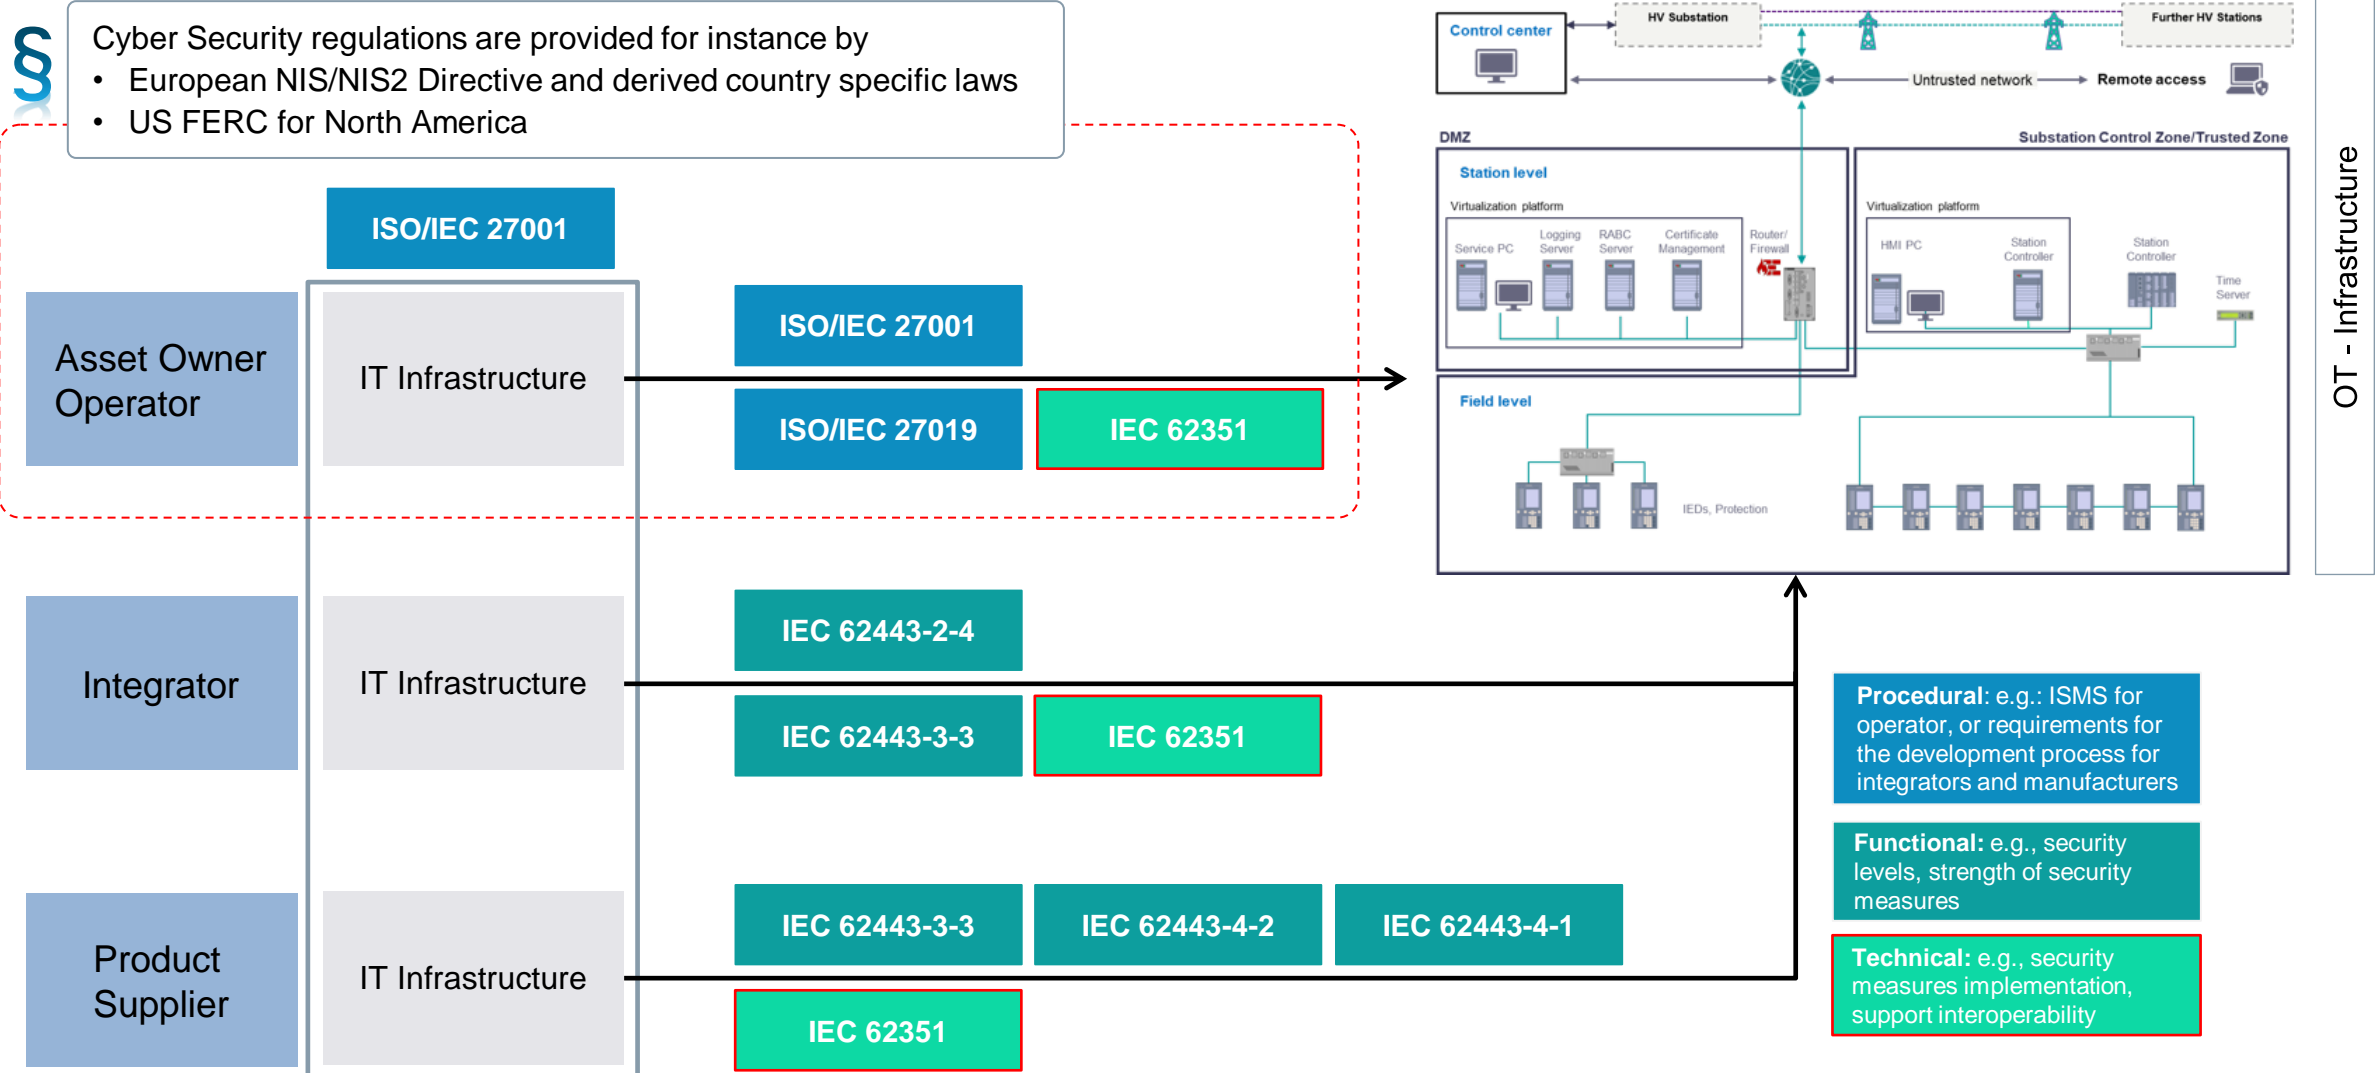 §
Cyber Security regulations are provided for instance by
• European NIS/NIS2 Directive and derived country specific laws
• US FERC for North America
ISO/IEC 27001
Asset Owner
Operator
IT Infrastructure
ISO/IEC 27001
ISO/IEC 27019
IEC 62351
Integrator
IT Infrastructure
IEC 62443-2-4
IEC 62443-3-3
IEC 62351
Product
Supplier
IT Infrastructure
IEC 62443-3-3
IEC 62443-4-2
IEC 62443-4-1
IEC 62351
Control center
HV Substation
Further HV Stations
Untrusted network
Remote access
DMZ
Substation Control Zone/Trusted Zone
Station level
Virtualization platform
Service PC
Logging
Server
RABC
Server
Certificate
Management
Router/
Firewall
Virtualization platform
HMI PC
Station
Controller
Station
Controller
Time
Server
Field level
IEDs, Protection
OT - Infrastructure
Procedural: e.g.: ISMS for
operator, or requirements for
the development process for
integrators and manufacturers
Functional: e.g., security
levels, strength of security
measures
Technical: e.g., security
measures implementation,
support interoperability